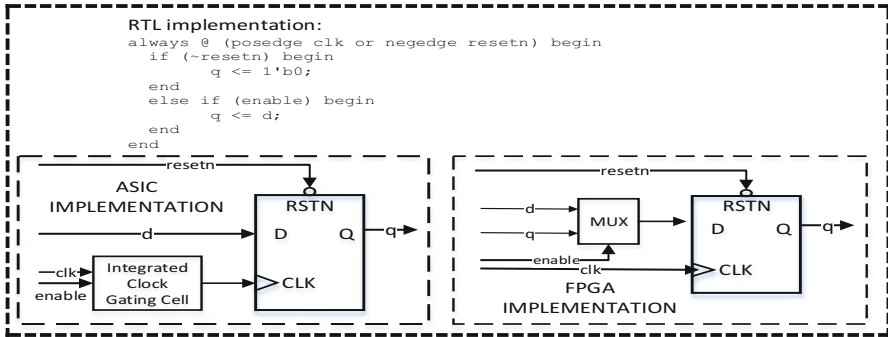 RTL implementation:
always @ (posedge clk or negedge resetn) begin
if (~resetn) begin
q <= 1'b0;
end
else if (enable) begin
q <= d;
end
end
resetn
ASIC
IMPLEMENTATION
RSTN
d
D
Q
q
clk
enable
Integrated
Clock
Gating Cell
CLK
resetn
RSTN
d
q
MUX
D
Q
q
enable
clk
CLK
FPGA
IMPLEMENTATION